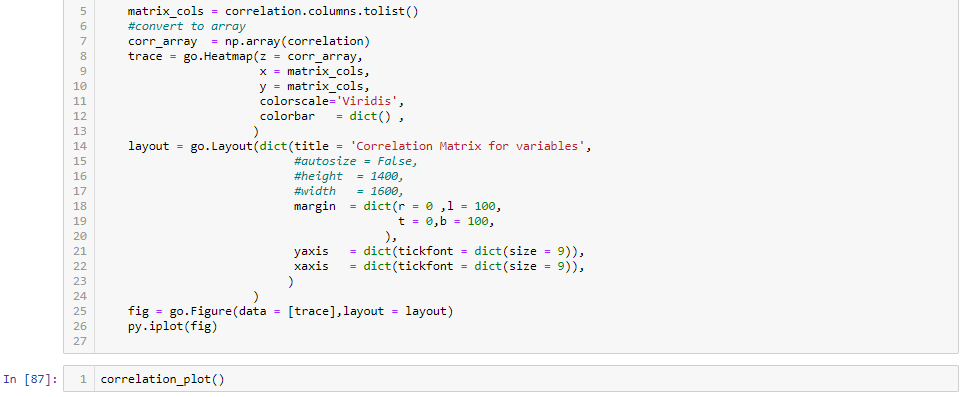 5 matrix_cols = correlation.columns.tolist()
6 #convert to array
7 corr_array  = np.array(correlation)
8 trace = go.Heatmap(z = corr_array,
9 x = matrix_cols,
10 y = matrix_cols,
11 colorscale='Viridis',
12 colorbar   = dict() ,
13 )
14 layout = go.Layout(dict(title = 'Correlation Matrix for variables',
15 #autosize = False,
16 #height  = 1400,
17 #width   = 1600,
18 margin  = dict(r = 0 ,l = 100,
19 t = 0,b = 100,
20 ),
21 yaxis   = dict(tickfont = dict(size = 9)),
22 xaxis   = dict(tickfont = dict(size = 9)),
23 )
24 )
25 fig = go.Figure(data = [trace],layout = layout)
26 py.iplot(fig)
27
In [87]: 1 correlation_plot()